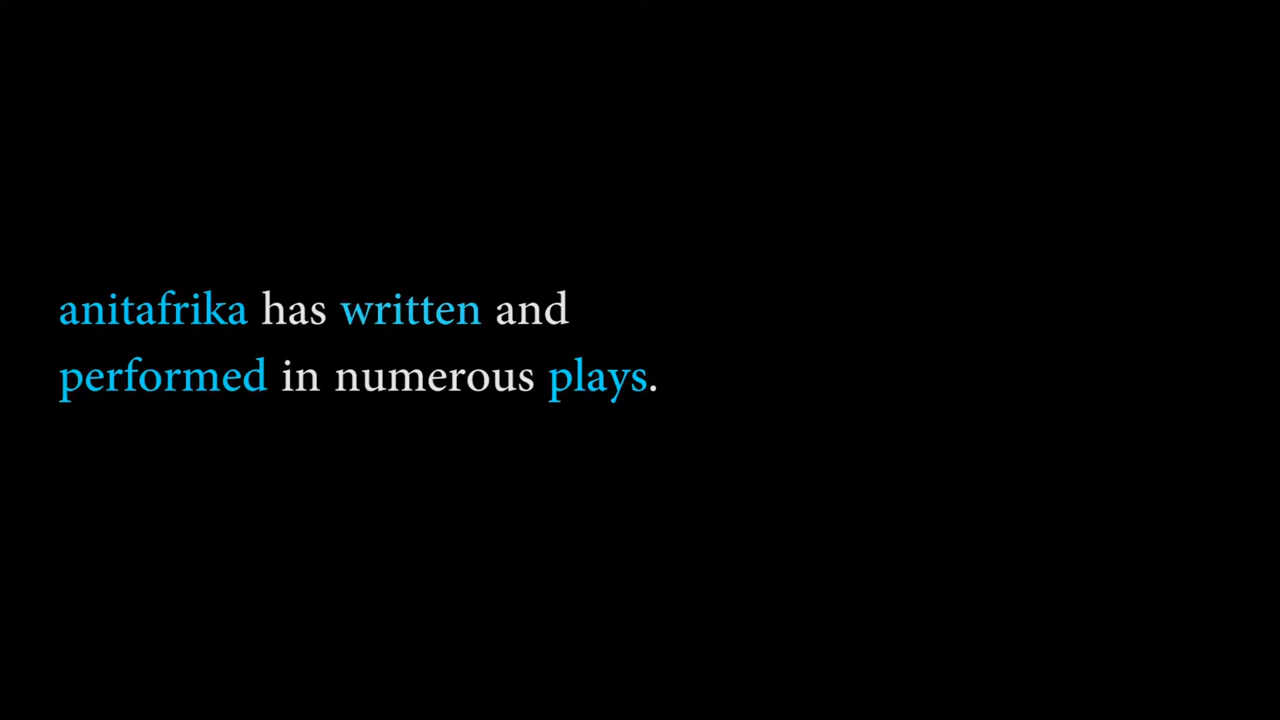 anitafrika has written and
performed in numerous plays.